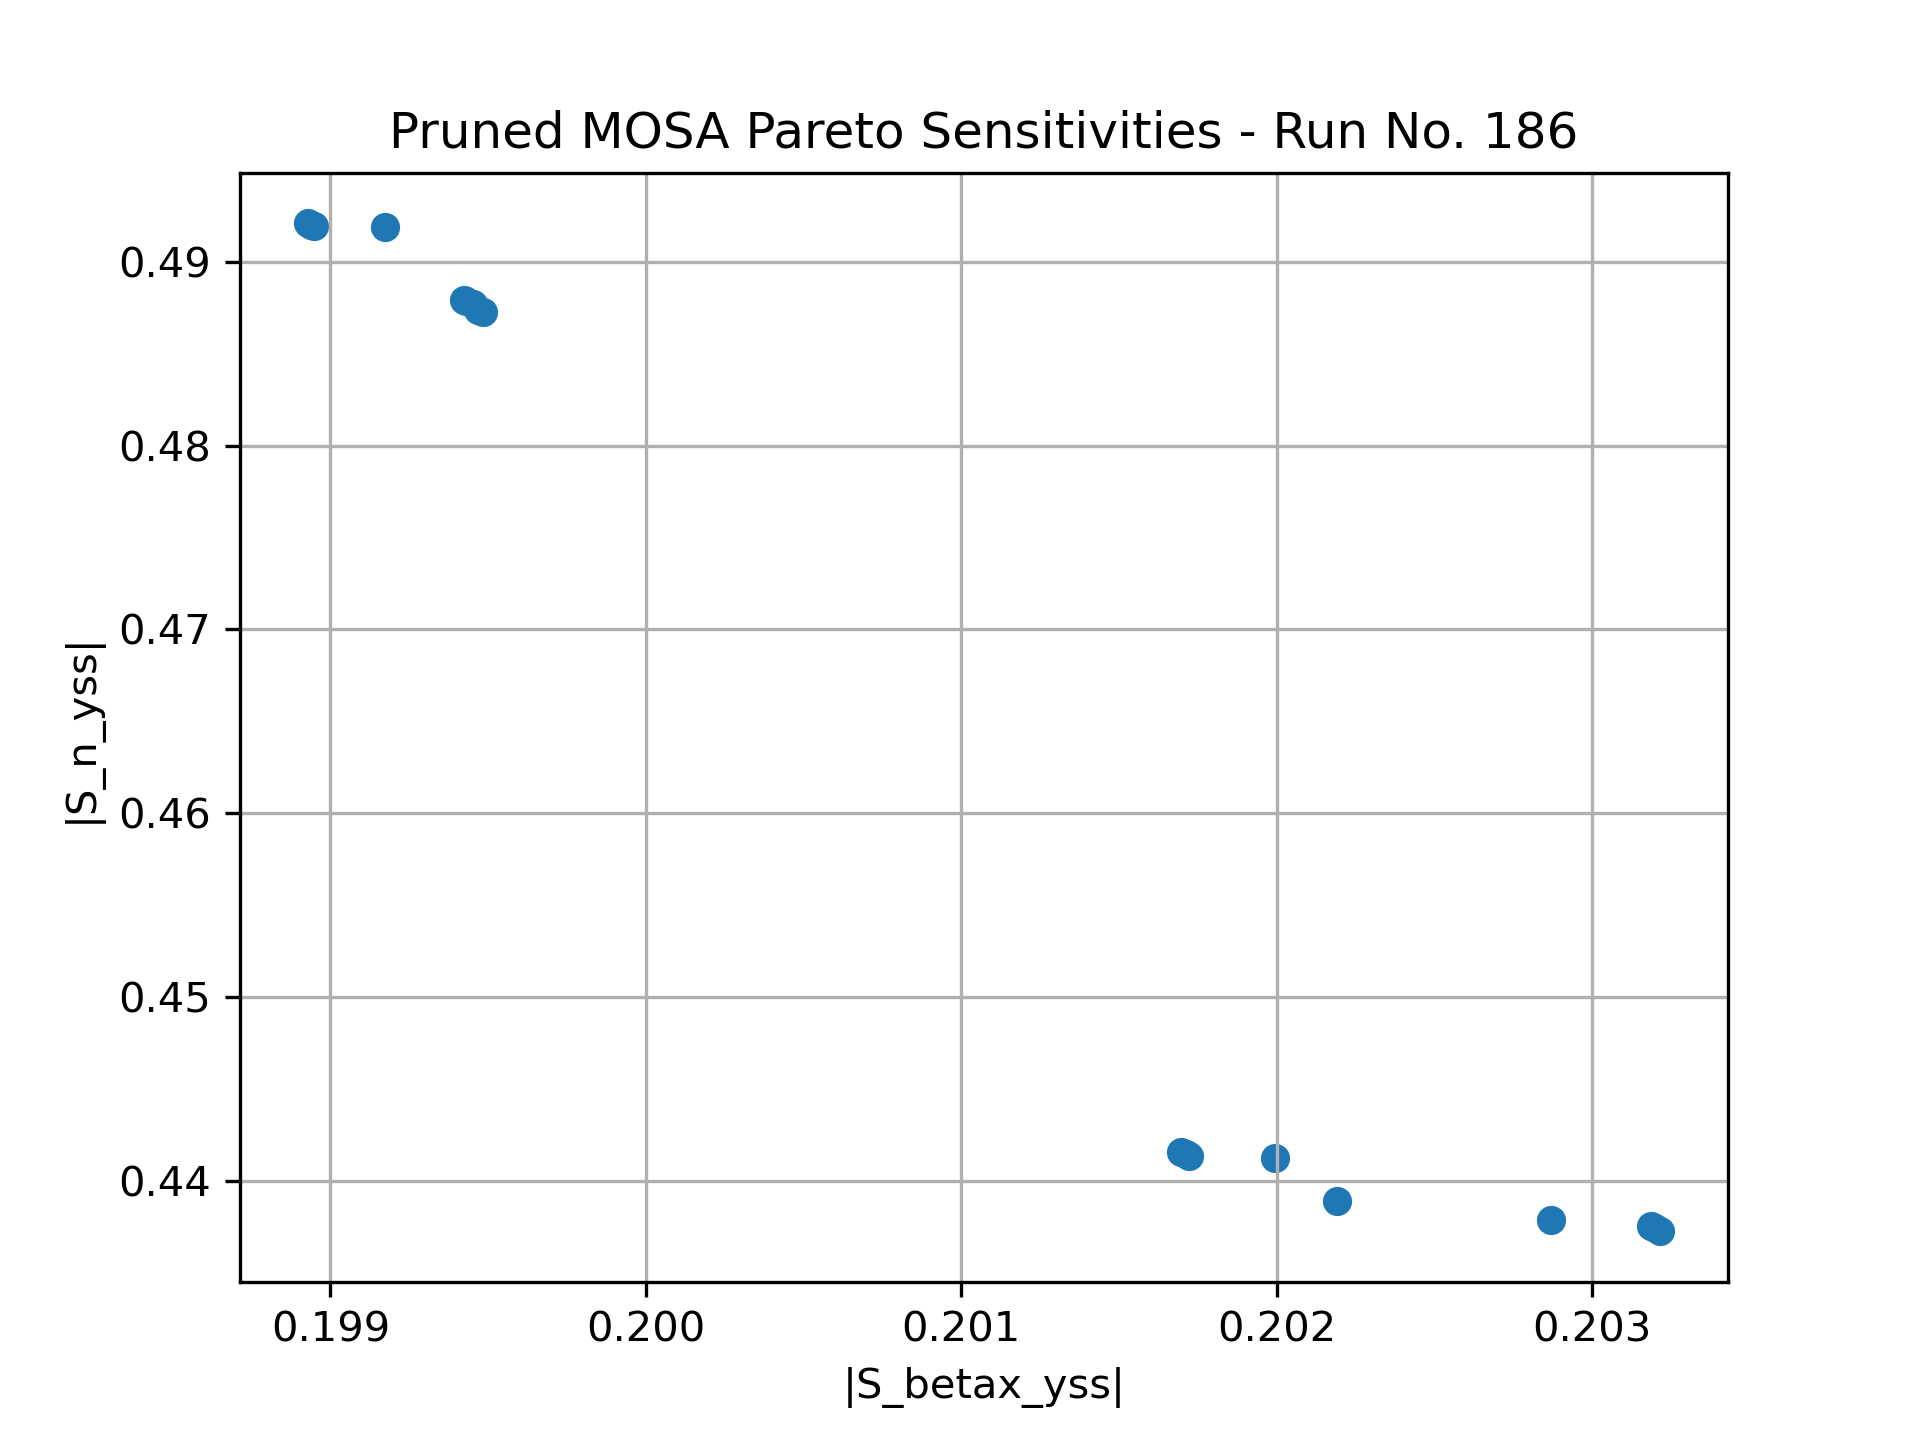 Pruned MOSA Pareto Sensitivities - Run No. 186
0.49
0.48
0.47
0.46
0.45
0.44
|S_n_yss|
0.199 0.200 0.201 0.202 0.203
|S_betax_yss|